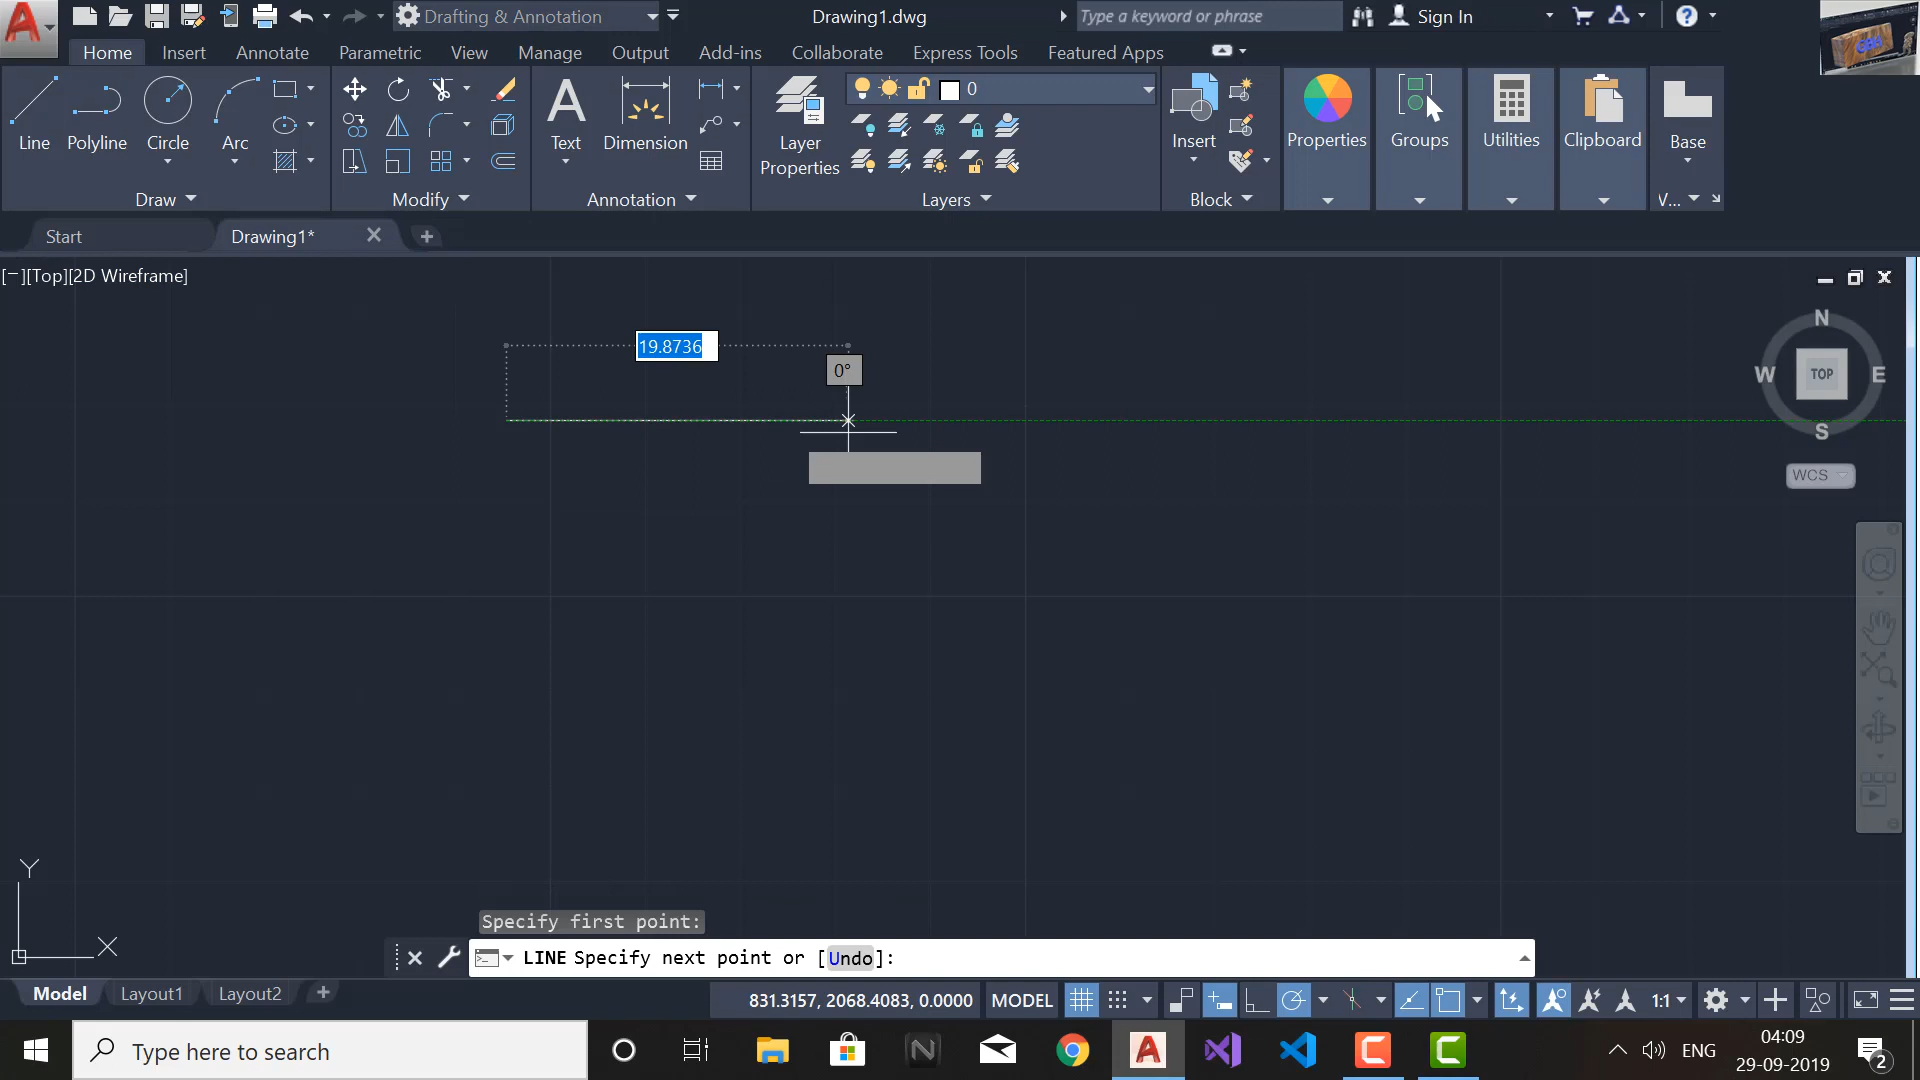 Drafting & Annotation
Drawing1.dwg
Type a keyword or phrase
Sign In
Home
Insert
Annotate
Parametric
View
Manage
Output
Add-ins
Collaborate
Express Tools
Featured Apps
Line
Polyline
Circle
Arc
Text
Dimension
Layer
Properties
0
Insert
Properties
Groups
Utilities
Clipboard
Base
Draw
Modify
Annotation
Layers
Block
V...
Start
Drawing1*
[−][Top][2D Wireframe]
19.8736
0°
N
W
TOP
E
S
WCS
Y
X
Specify first point:
LINE Specify next point or [Undo]:
Model
Layout1
Layout2
831.3157, 2068.4083, 0.0000
MODEL
1:1
Type here to search
ENG
04:09
29-09-2019
2